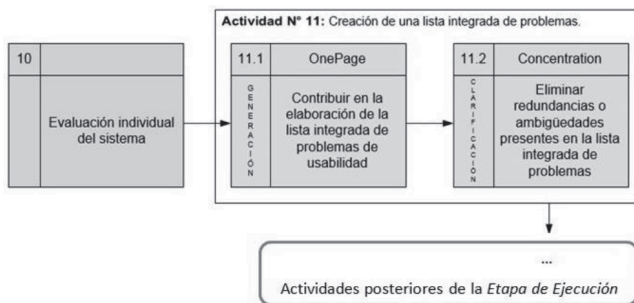 Actividad N° 11: Creación de una lista integrada de problemas.
10
Evaluación individual
del sistema
11.1
OnePage
GENERACIÓN
Contribuir en la
elaboración de la
lista integrada de
problemas de
usabilidad
11.2
Concentration
CLARIFICACIÓN
Eliminar
redundancias o
ambigüedades
presentes en la lista
integrada de
problemas
...
Actividades posteriores de la Etapa de Ejecución